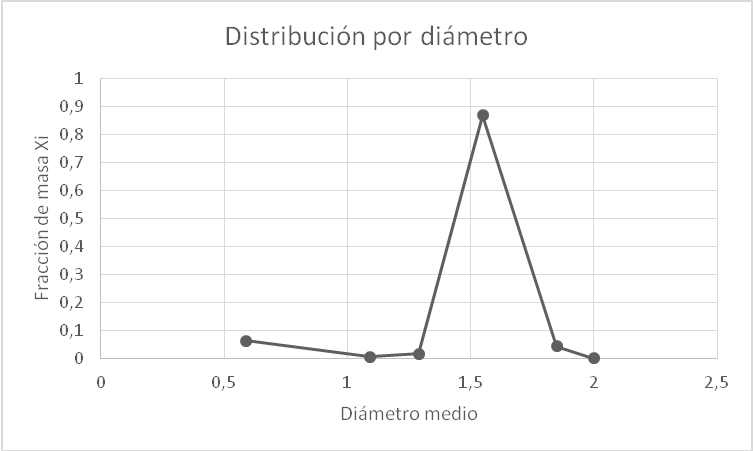 Distribución por diámetro
Fracción de masa Xi
1
0,9
0,8
0,7
0,6
0,5
0,4
0,3
0,2
0,1
0
0 0,5 1 1,5 2 2,5
Diámetro medio